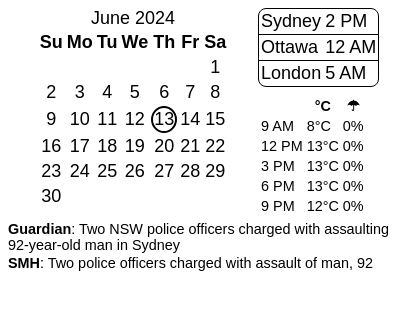 June 2024
Su Mo Tu We Th Fr Sa
1
2 3 4 5 6 7 8
9 10 11 12 13 14 15
16 17 18 19 20 21 22
23 24 25 26 27 28 29
30
Sydney 2 PM
Ottawa 12 AM
London 5 AM
°C ☂
9 AM 8°C 0%
12 PM 13°C 0%
3 PM 13°C 0%
6 PM 13°C 0%
9 PM 12°C 0%
Guardian: Two NSW police officers charged with assaulting
92-year-old man in Sydney
SMH: Two police officers charged with assault of man, 92